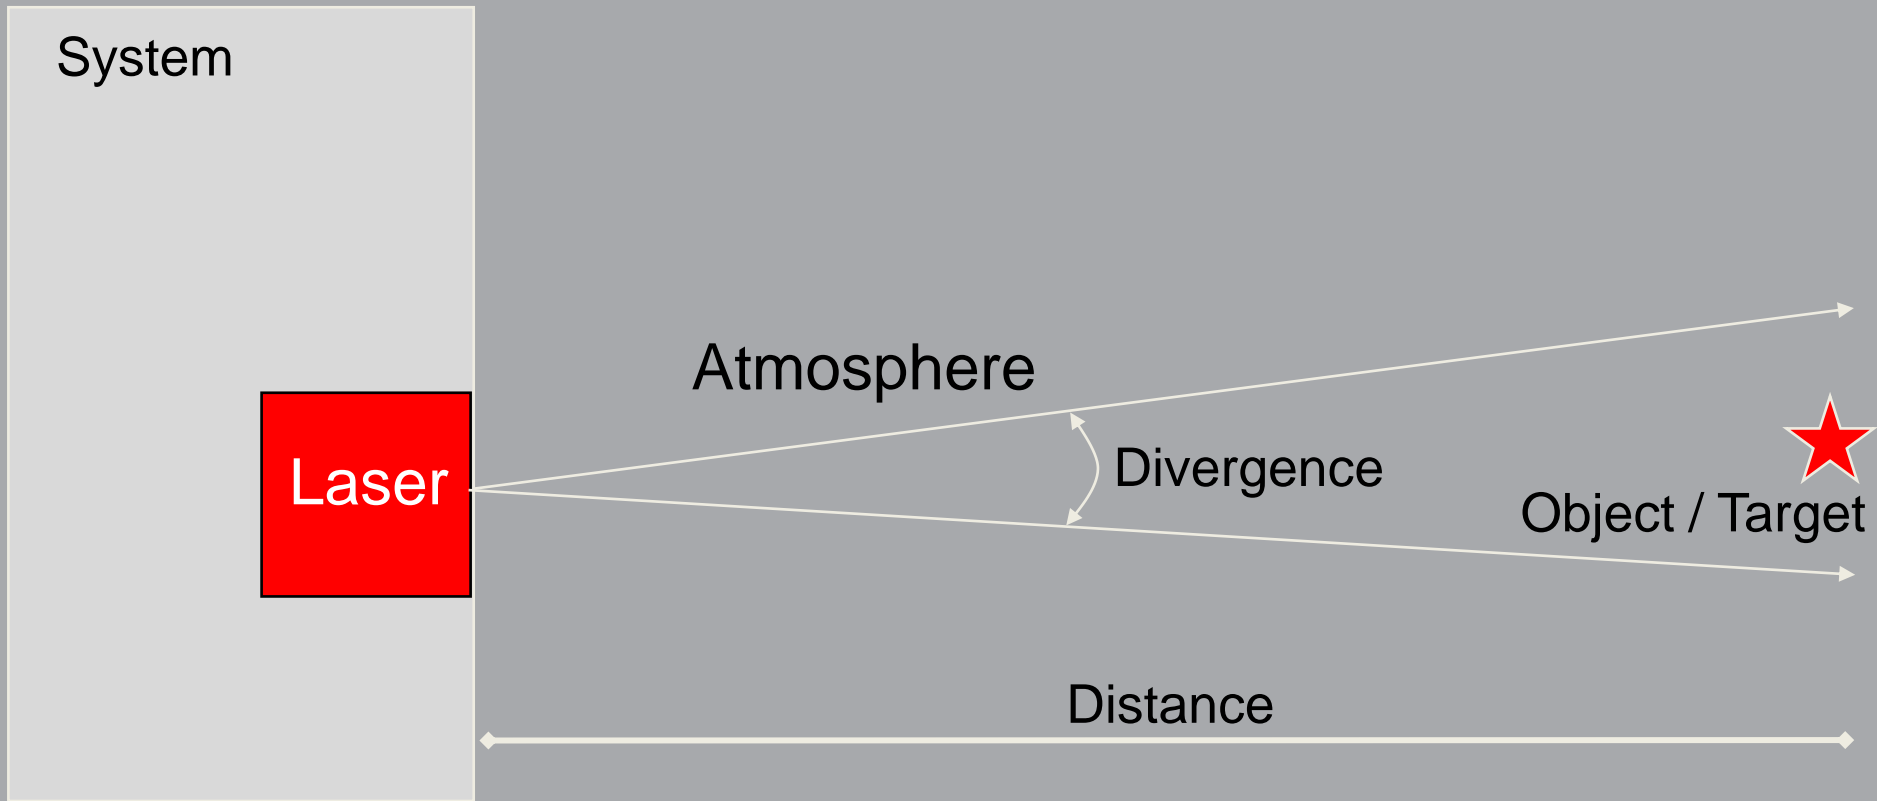 System
Atmosphere
Laser
Divergence
Object / Target
Distance